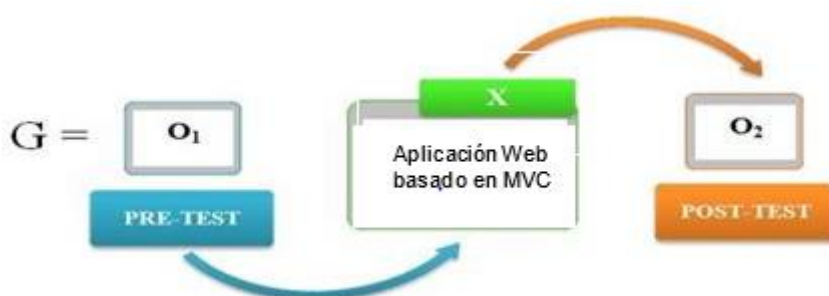 G =
O₁
PRE-TEST
X
Aplicación Web
basado en MVC
O₂
POST-TEST